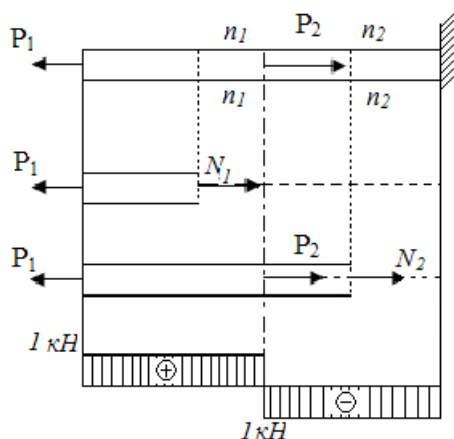 n₁ P₂ n₂
P₁
n₁ n₂
P₁ N₁
P₂ N₂
P₁
1 кН
⊕
⊖
1кН